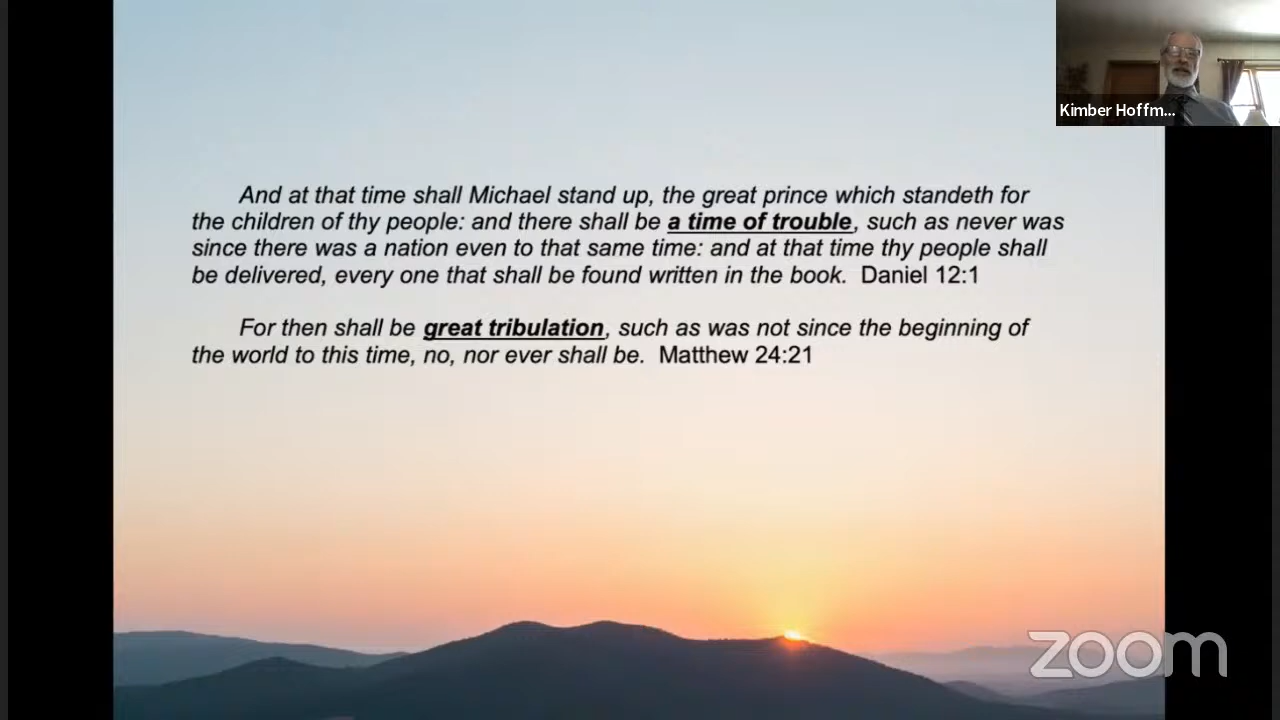 Kimber Hoffm...
And at that time shall Michael stand up, the great prince which standeth for
the children of thy people: and there shall be a time of trouble, such as never was
since there was a nation even to that same time: and at that time thy people shall
be delivered, every one that shall be found written in the book.  Daniel 12:1
For then shall be great tribulation, such as was not since the beginning of
the world to this time, no, nor ever shall be.  Matthew 24:21
zoom